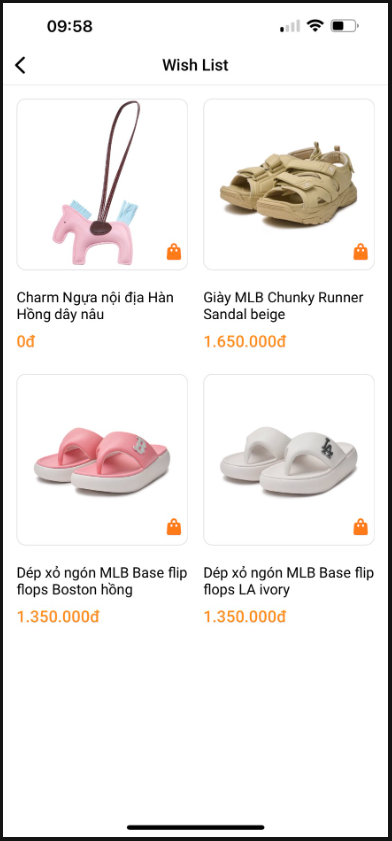 09:58
Wish List
Charm Ngựa nội địa Hàn
Hồng dây nâu
0đ
Giày MLB Chunky Runner
Sandal beige
1.650.000đ
LA
Dép xỏ ngón MLB Base flip
flops Boston hồng
1.350.000đ
Dép xỏ ngón MLB Base flip
flops LA ivory
1.350.000đ